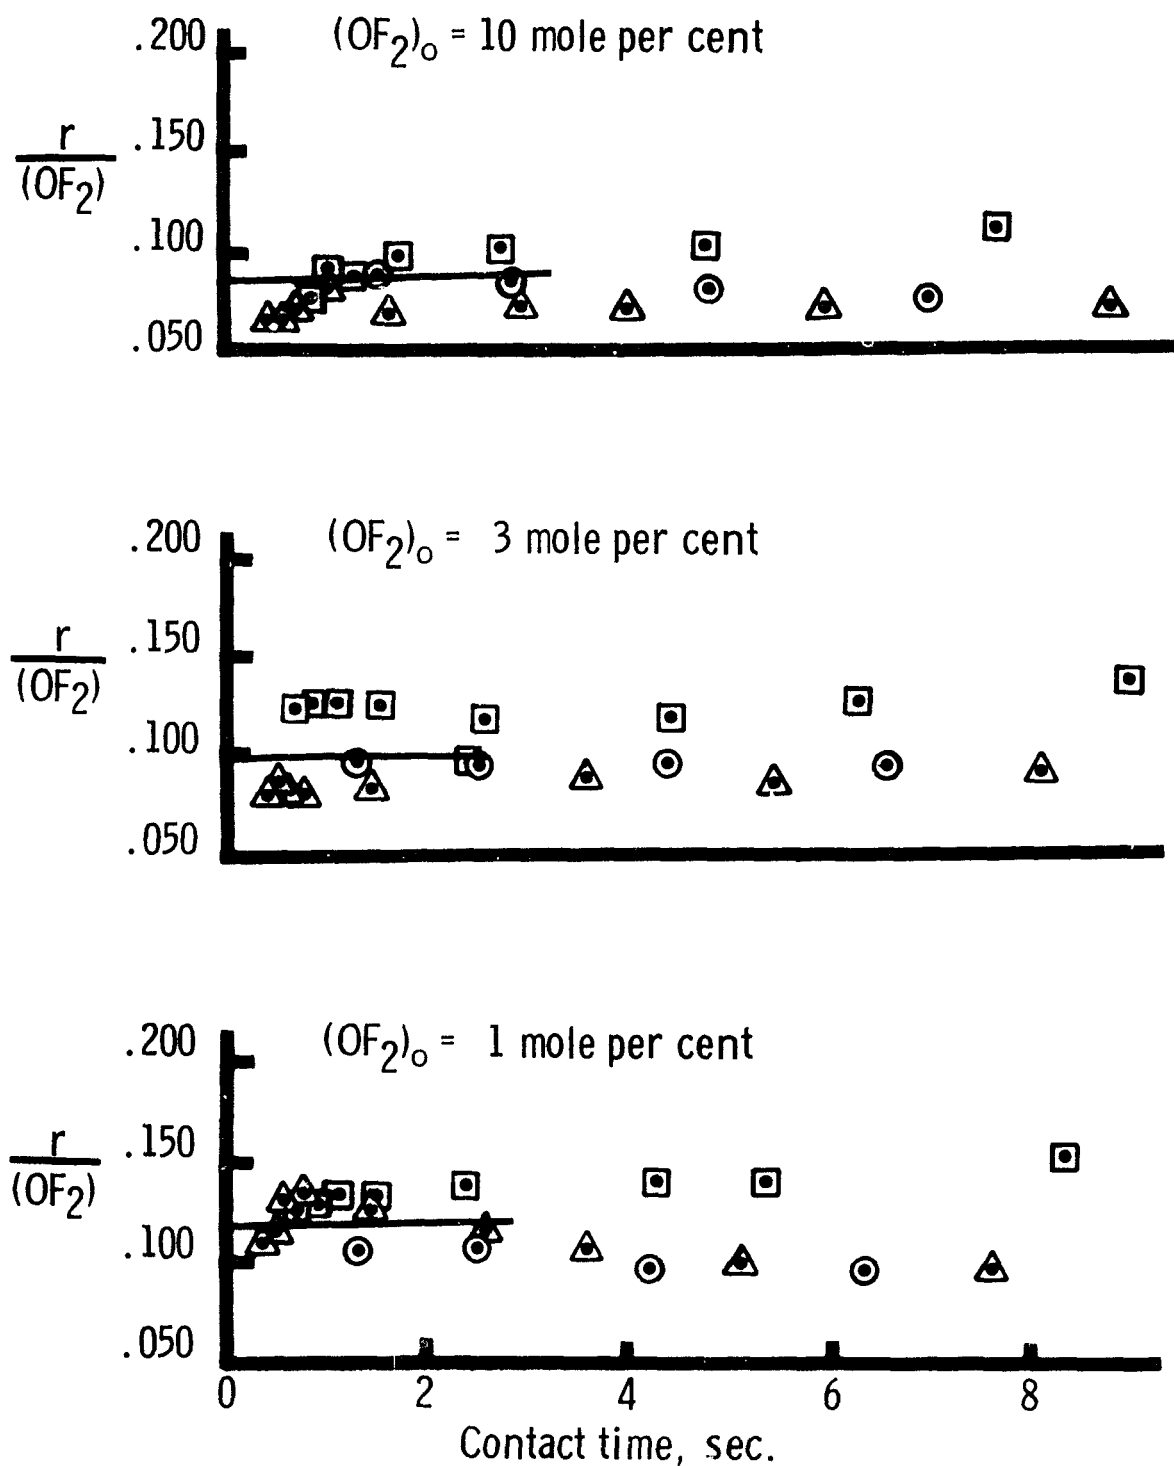 (OF2)o = 10 mole per cent
.200
.150
.100
.050
r
(OF2)
(OF2)o = 3 mole per cent
.200
.150
.100
.050
r
(OF2)
(OF2)o = 1 mole per cent
.200
.150
.100
.050
r
(OF2)
0 2 4 6 8
Contact time, sec.